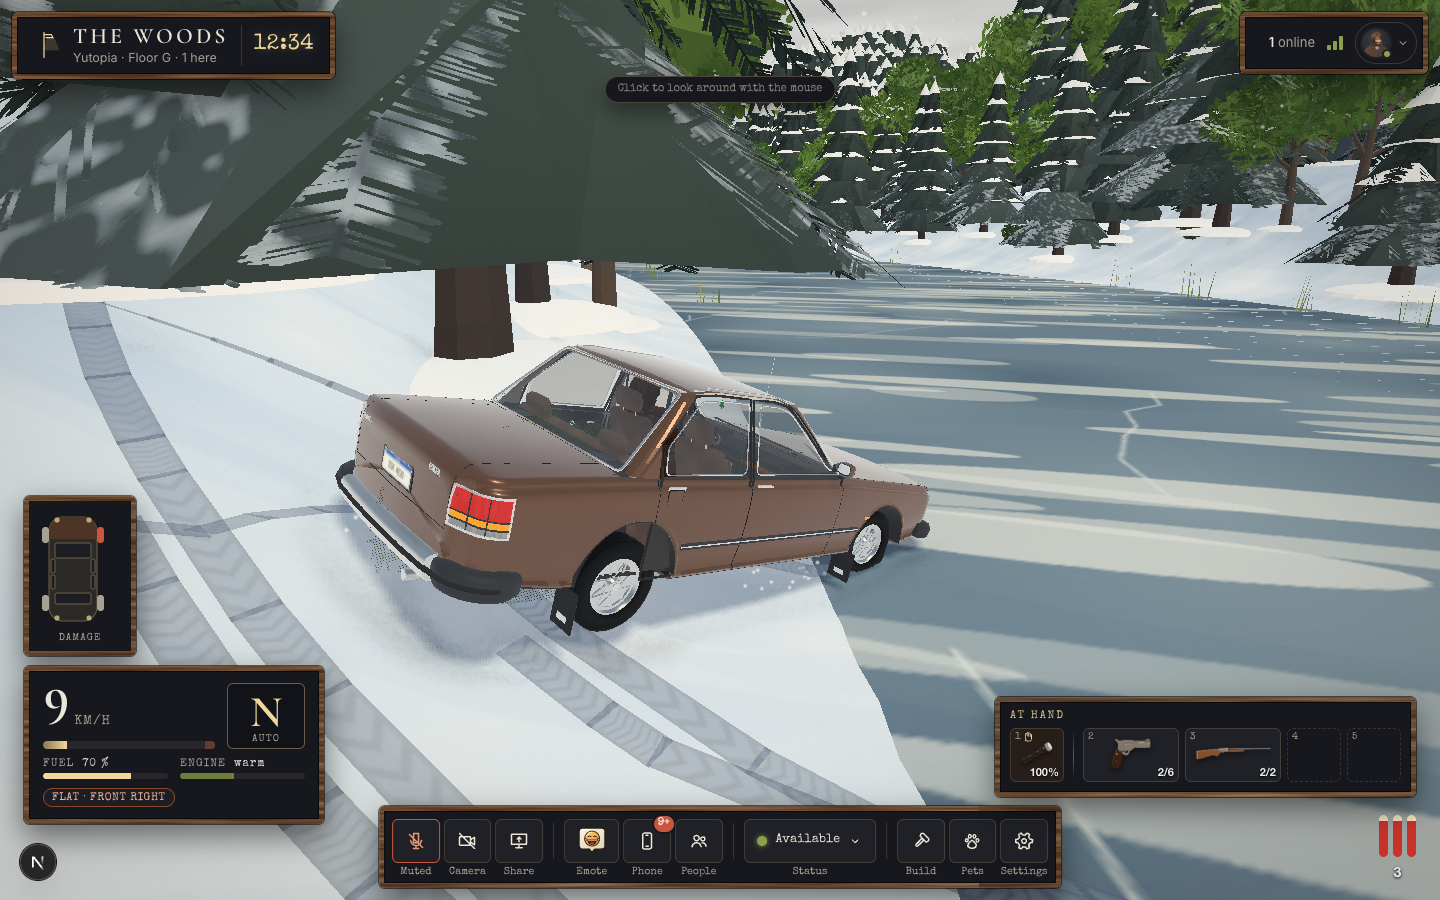 THE WOODS
Yutopia · Floor G · 1 here
12:34
Click to look around with the mouse
1 online
DAMAGE
9 KM/H
N
AUTO
FUEL 70 %
ENGINE warm
FLAT · FRONT RIGHT
AT HAND
1
100%
2
2/6
3
2/2
4
5
9+
Available
Muted
Camera
Share
Emote
Phone
People
Status
Build
Pets
Settings
N
3